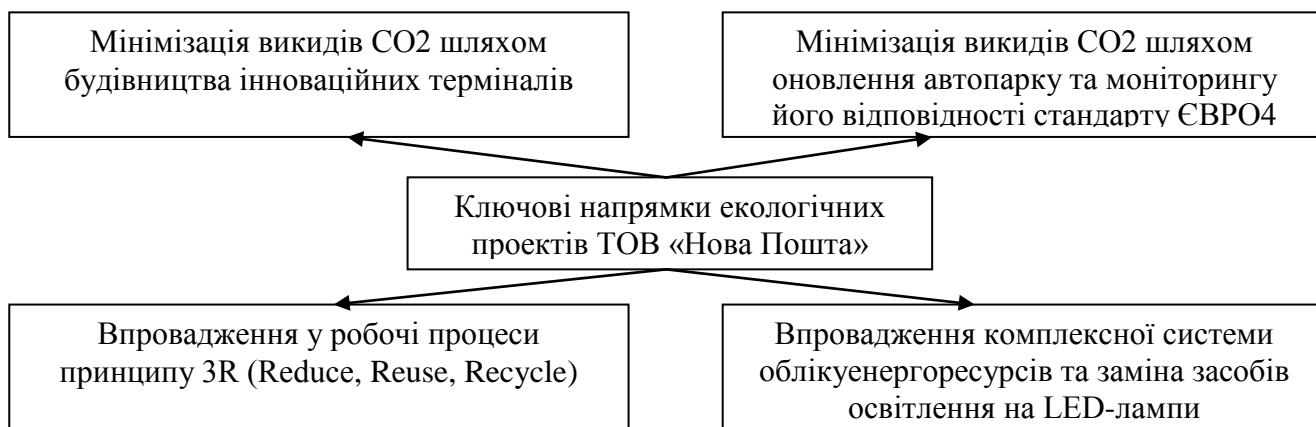 Мінімізація викидів СО2 шляхом
будівництва інноваційних терміналів
Мінімізація викидів СО2 шляхом
оновлення автопарку та моніторингу
його відповідності стандарту ЄВРО4
Ключові напрямки екологічних
проектів ТОВ «Нова Пошта»
Впровадження у робочі процеси
принципу 3R (Reduce, Reuse, Recycle)
Впровадження комплексної системи
облікуенергоресурсів та заміна засобів
освітлення на LED-лампи